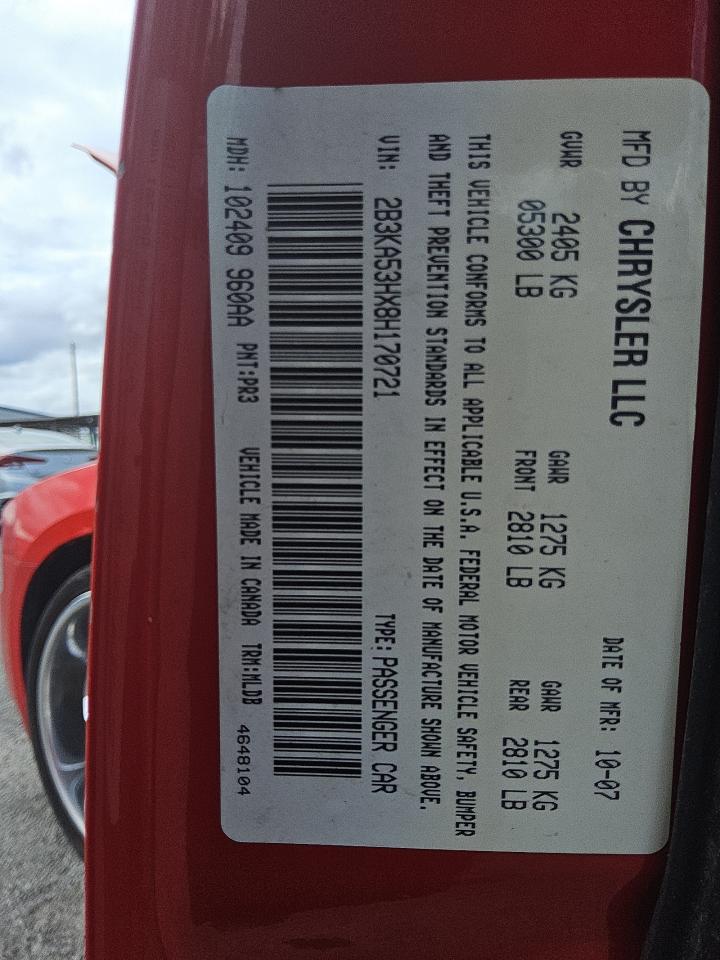 MFD BY CHRYSLER LLC DATE OF MFR: 10-07
GVWR 2405 KG GAWR 1275 KG GAWR 1275 KG
05300 LB FRONT 2810 LB REAR 2810 LB
THIS VEHICLE CONFORMS TO ALL APPLICABLE U.S.A. FEDERAL MOTOR VEHICLE SAFETY, BUMPER
AND THEFT PREVENTION STANDARDS IN EFFECT ON THE DATE OF MANUFACTURE SHOWN ABOVE.
VIN: 2B3KA53HX8H170721 TYPE: PASSENGER CAR
MDH: 102409 960AA PNT:PR3 VEHICLE MADE IN CANADA TRM:MLDB 4648104